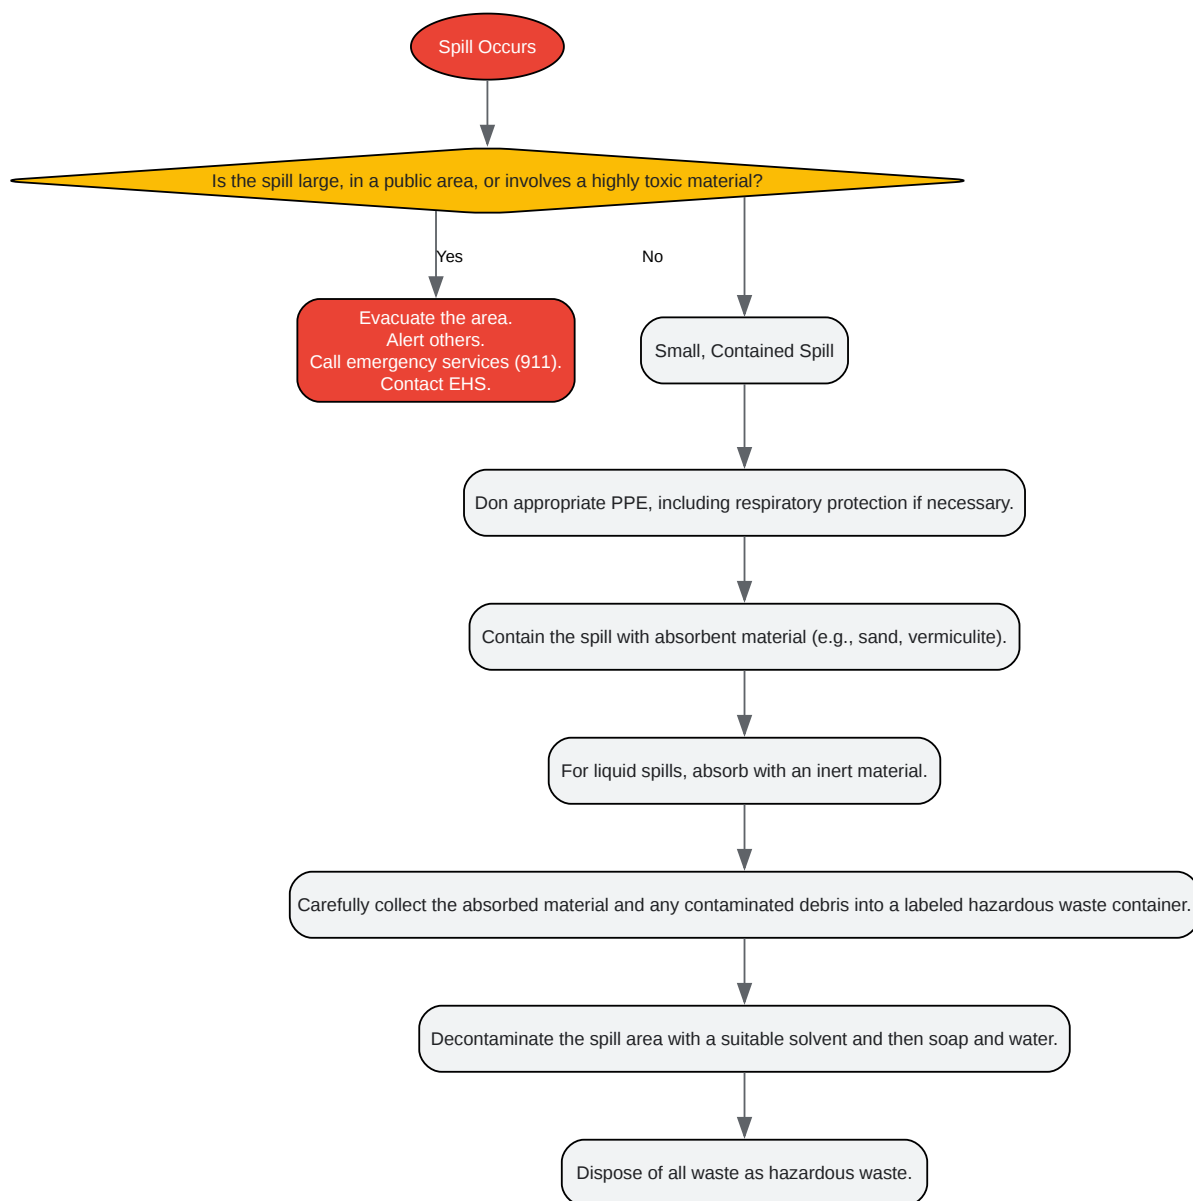 Spill Occurs
Is the spill large, in a public area, or involves a highly toxic material?
Yes
No
Evacuate the area.
Alert others.
Call emergency services (911).
Contact EHS.
Small, Contained Spill
Don appropriate PPE, including respiratory protection if necessary.
Contain the spill with absorbent material (e.g., sand, vermiculite).
For liquid spills, absorb with an inert material.
Carefully collect the absorbed material and any contaminated debris into a labeled hazardous waste container.
Decontaminate the spill area with a suitable solvent and then soap and water.
Dispose of all waste as hazardous waste.